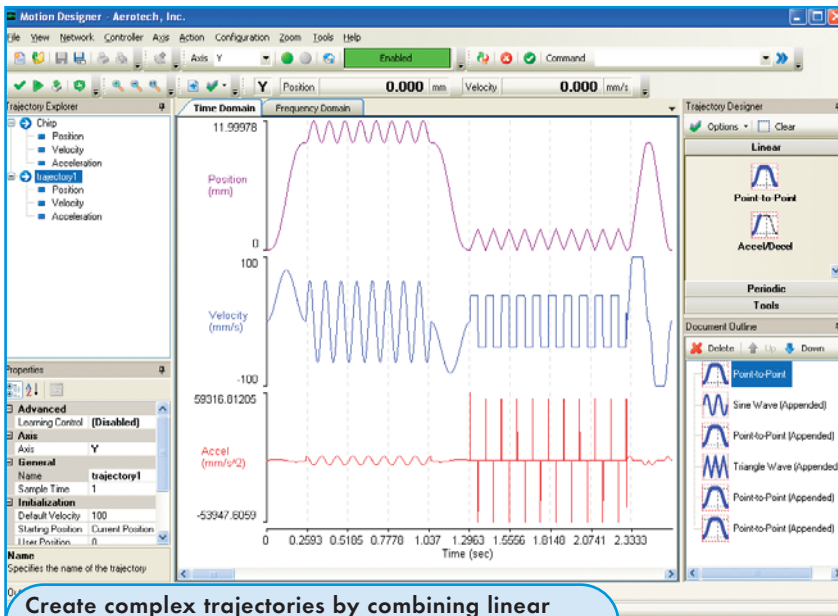 Motion Designer - Aerotech, Inc.
File View Network Controller Axis Action Configuration Zoom Tools Help
Axis Y Enabled Command
Y Position 0.000 mm Velocity 0.000 mm/s
Trajectory Explorer
Chirp
Position
Velocity
Acceleration
trajectory1
Position
Velocity
Acceleration
Properties
Advanced
Learning Control (Disabled)
Axis
Axis Y
General
Name trajectory1
Sample Time 1
Initialization
Default Velocity 100
Starting Position Current Position
User Position 0
Name
Specifies the name of the trajectory
Time Domain Frequency Domain
11.99978
Position
(mm)
0
100
Velocity
(mm/s)
-100
59316.81205
Accel
(mm/s^2)
-53947.6059
0 0.2593 0.5185 0.7778 1.037 1.2963 1.5556 1.8148 2.0741 2.3333
Time (sec)
Trajectory Designer
Options Clear
Linear
Point-to-Point
Accel/Decel
Periodic
Tools
Document Outline
Delete Up Down
Point-to-Point
Sine Wave (Appended)
Point-to-Point (Appended)
Triangle Wave (Appended
Point-to-Point (Appended)
Point-to-Point (Appended)
Create complex trajectories by combining linear